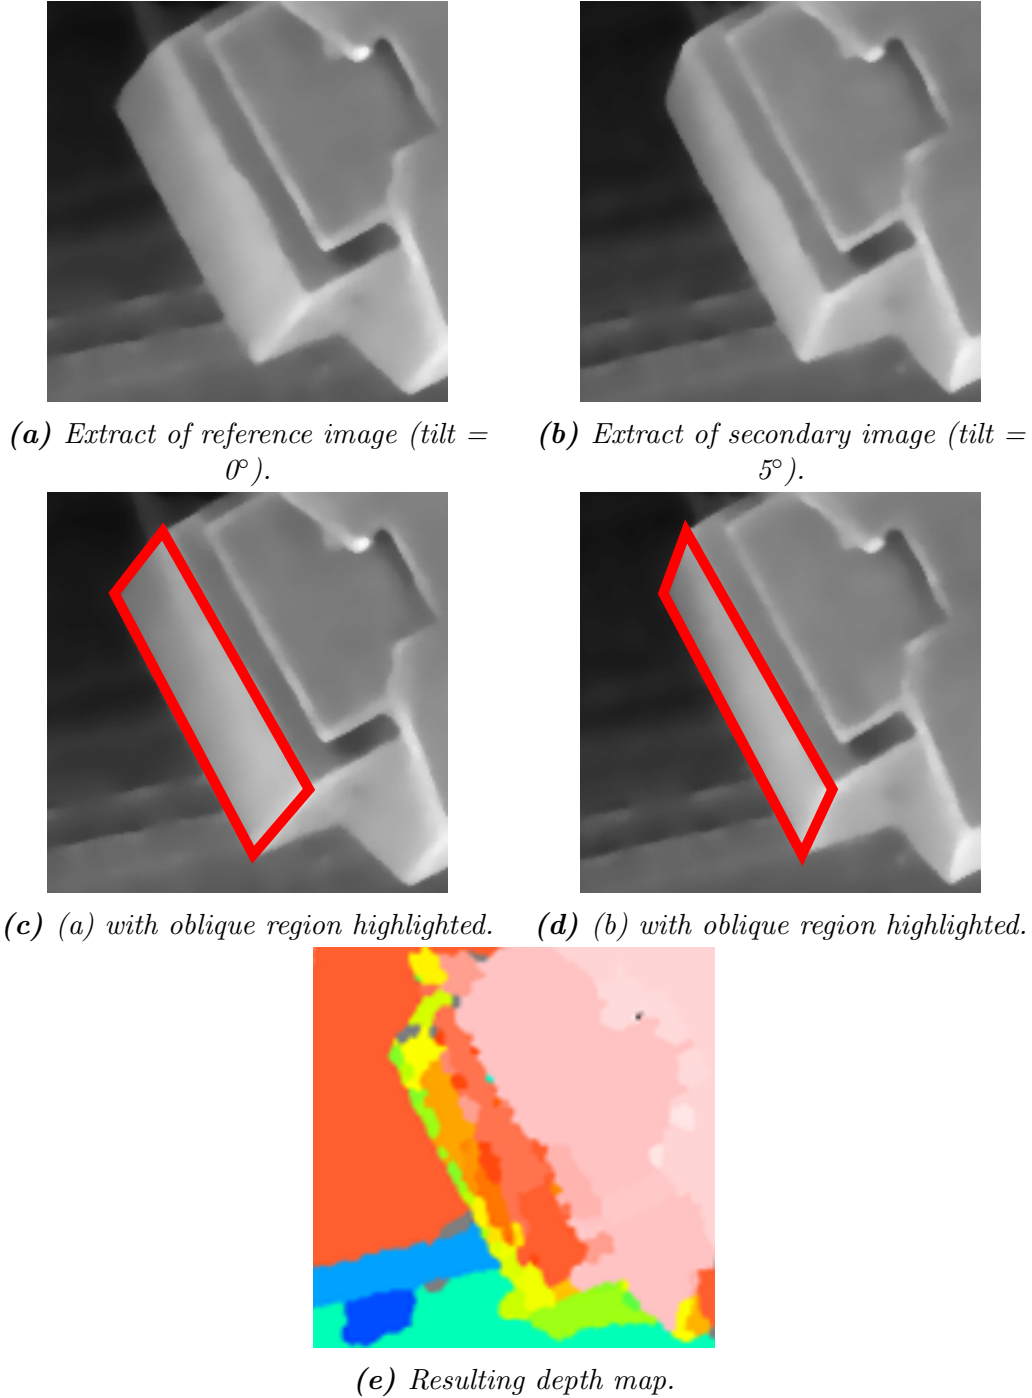 (a) Extract of reference image (tilt =
0°).
(b) Extract of secondary image (tilt =
5°).
(c) (a) with oblique region highlighted.
(d) (b) with oblique region highlighted.
(e) Resulting depth map.